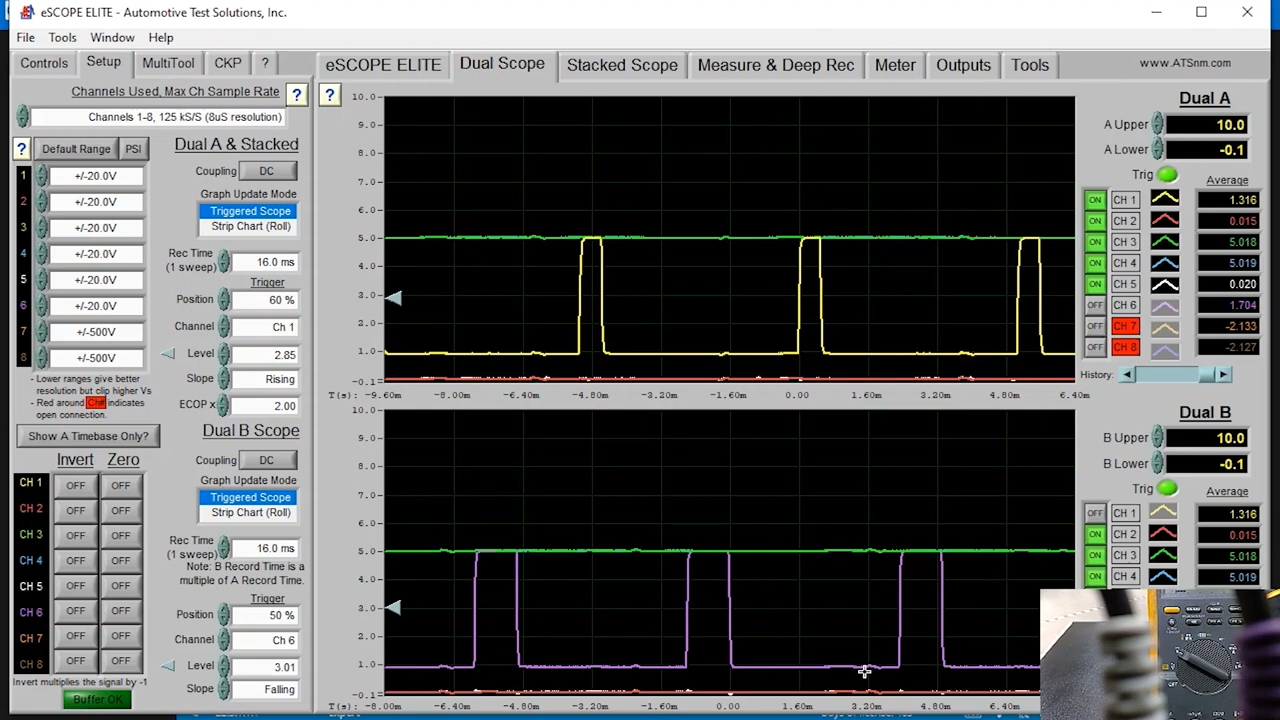 eSCOPE ELITE - Automotive Test Solutions, Inc.
File Tools Window Help
Controls Setup MultiTool CKP ?
eSCOPE ELITE Dual Scope Stacked Scope Measure & Deep Rec Meter Outputs Tools www.ATSnm.com
Channels Used, Max Ch Sample Rate ? ?
Channels 1-8, 125 kS/S (8uS resolution)
? Default Range PSI
1 +/-20.0V
2 +/-20.0V
3 +/-20.0V
4 +/-20.0V
5 +/-20.0V
6 +/-20.0V
7 +/-500V
8 +/-500V
- Lower ranges give better
resolution but clip higher Vs
- Red around Ch# indicates
open connection.
Show A Timebase Only?
Invert Zero
CH 1 OFF OFF
CH 2 OFF OFF
CH 3 OFF OFF
CH 4 OFF OFF
CH 5 OFF OFF
CH 6 OFF OFF
CH 7 OFF OFF
CH 8 OFF OFF
Invert multiplies the signal by -1
Buffer OK
Dual A & Stacked
Coupling DC
Graph Update Mode
Triggered Scope
Strip Chart (Roll)
Rec Time
(1 sweep) 16.0 ms
Trigger
Position 60 %
Channel Ch 1
Level 2.85
Slope Rising
ECOP x 2.00
Dual B Scope
Coupling DC
Graph Update Mode
Triggered Scope
Strip Chart (Roll)
Rec Time
(1 sweep) 16.0 ms
Note: B Record Time is a
multiple of A Record Time.
Trigger
Position 50 %
Channel Ch 6
Level 3.01
Slope Falling
10.0
9.0
8.0
7.0
6.0
5.0
4.0
3.0
2.0
1.0
-0.1
T(s): -9.60m -8.00m -6.40m -4.80m -3.20m -1.60m 0.00 1.60m 3.20m 4.80m 6.40m
10.0
9.0
8.0
7.0
6.0
5.0
4.0
3.0
2.0
1.0
-0.1
T(s): -8.00m -6.40m -4.80m -3.20m -1.60m 0.00 1.60m 3.20m 4.80m
Dual A
A Upper 10.0
A Lower -0.1
Trig Average
ON CH 1 1.316
ON CH 2 0.015
ON CH 3 5.018
ON CH 4 5.019
ON CH 5 0.020
OFF CH 6 1.704
OFF CH 7 -2.133
OFF CH 8 -2.127
History:
Dual B
B Upper 10.0
B Lower -0.1
Trig Average
OFF CH 1 1.316
ON CH 2 0.015
ON CH 3 5.018
ON CH 4 5.019